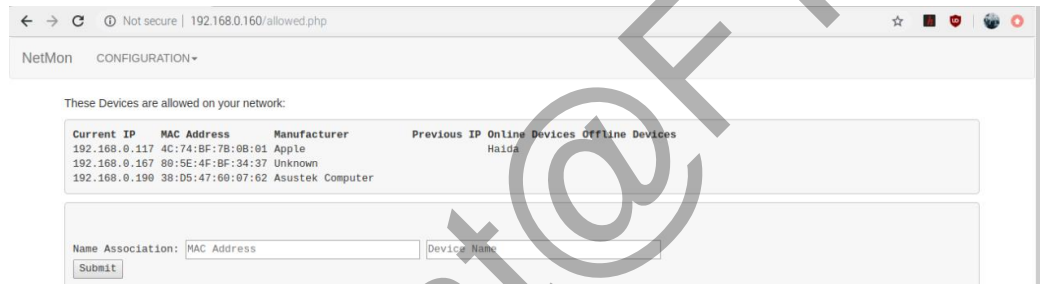 Not secure | 192.168.0.160/allowed.php
NetMon CONFIGURATION
These Devices are allowed on your network:
Current IP MAC Address Manufacturer Previous IP Online Devices Offline Devices
192.168.0.117 4C:74:BF:7B:0B:01 Apple Haida
192.168.0.167 80:5E:4F:BF:34:37 Unknown
192.168.0.190 38:D5:47:60:07:62 Asustek Computer
Name Association: MAC Address Device Name
Submit